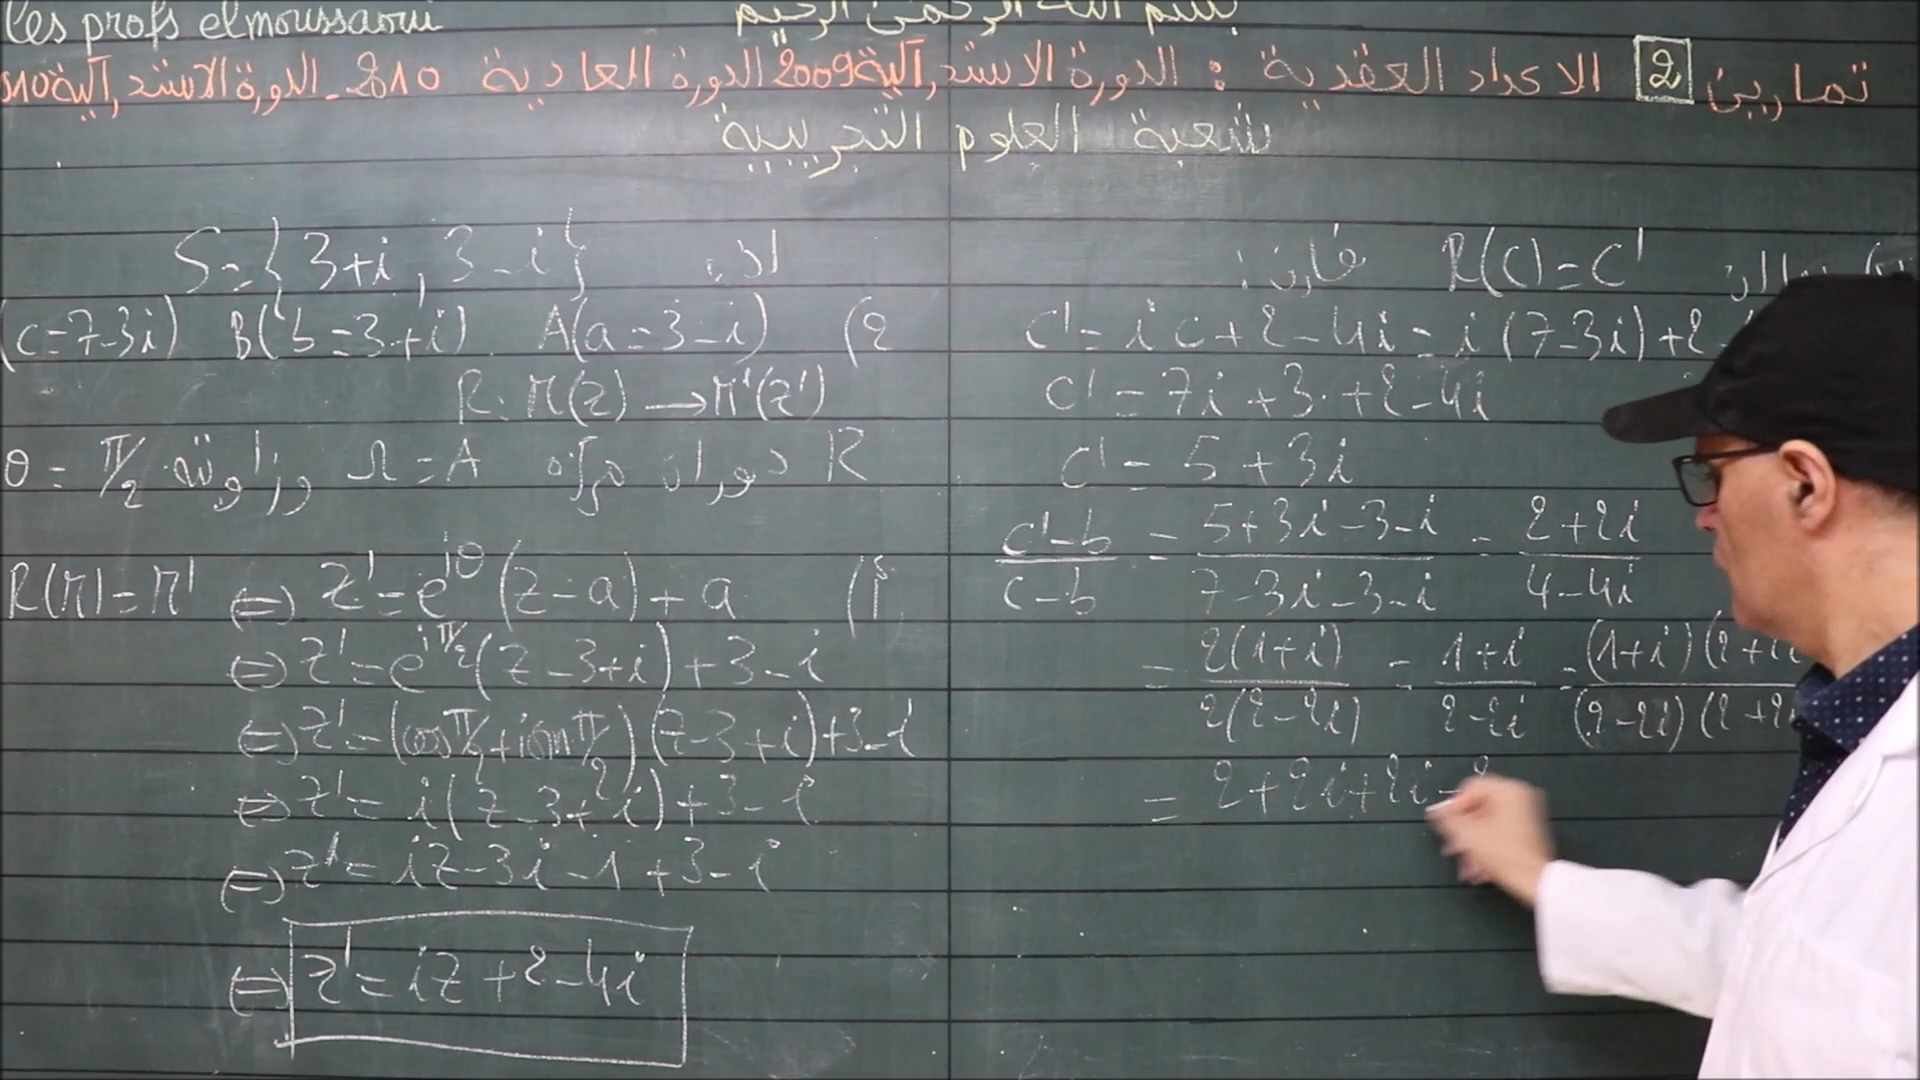 les profs elmoussaoui
بسم الله الرحمن الرحيم
تمارين 2 الاعداد العقدية : الدورة الاستدراكية 2009 الدورة العادية 2010 - الدورة الاستدراكية
شعبة العلوم التجريبية
اذن S = {3+i , 3-i}
2) A(a=3-i) B(b=3+i) (c=7-3i)
R: M(z) → M'(z')
R دوران مركزه Ω = A وزاويته θ = π/2
أ) R(M)=M' ⇔ z' = e^iθ (z-a) + a
⇔ z' = e^iπ/2 (z-3+i) + 3-i
⇔ z' = (cos π/2 + i sin π/2)(z-3+i) + 3-i
⇔ z' = i(z-3+i) + 3-i
⇔ z' = iz-3i-1+3-i
⇔ z' = iz+2-4i
R(C)=C'
c' = ic+2-4i = i(7-3i)+2
c' = 7i+3+2-4i
c' = 5+3i
(c'-b)/(c-b) = (5+3i-3-i)/(7-3i-3-i) = (2+2i)/(4-4i)
= 2(1+i)/2(2-2i) = (1+i)/(2-2i) = (1+i)(2+2i/(2-2i)(2+2i
= 2+2i+2i-2